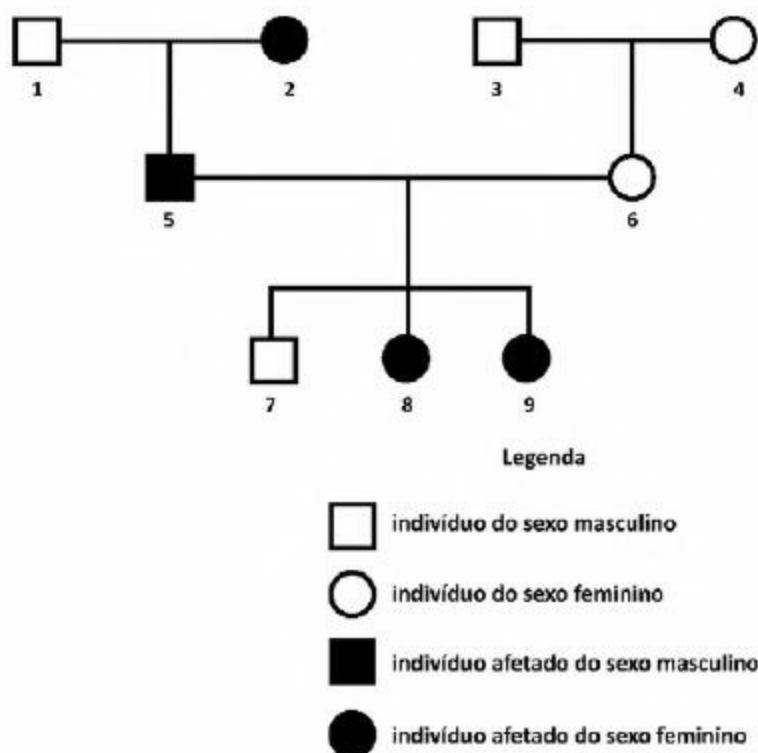 1 2 3 4
5 6
7 8 9
Legenda
indivíduo do sexo masculino
indivíduo do sexo feminino
indivíduo afetado do sexo masculino
indivíduo afetado do sexo feminino